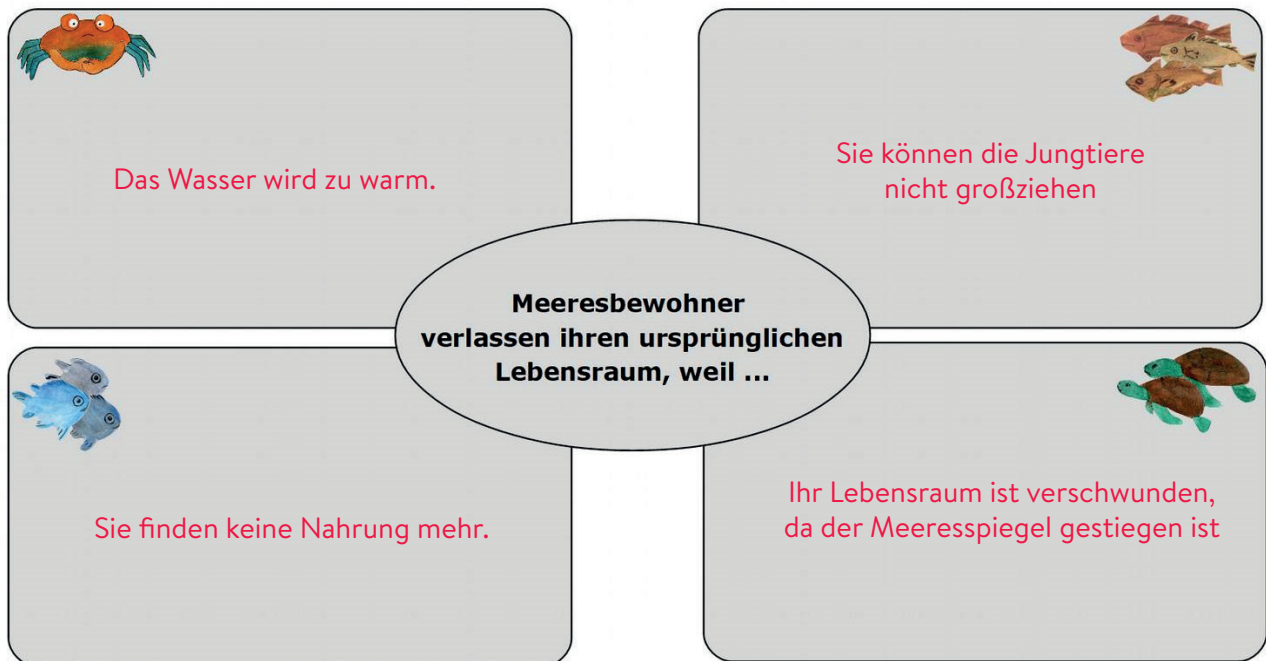 Das Wasser wird zu warm.
Sie können die Jungtiere
nicht großziehen
Meeresbewohner
verlassen ihren ursprünglichen
Lebensraum, weil ...
Sie finden keine Nahrung mehr.
Ihr Lebensraum ist verschwunden,
da der Meeresspiegel gestiegen ist